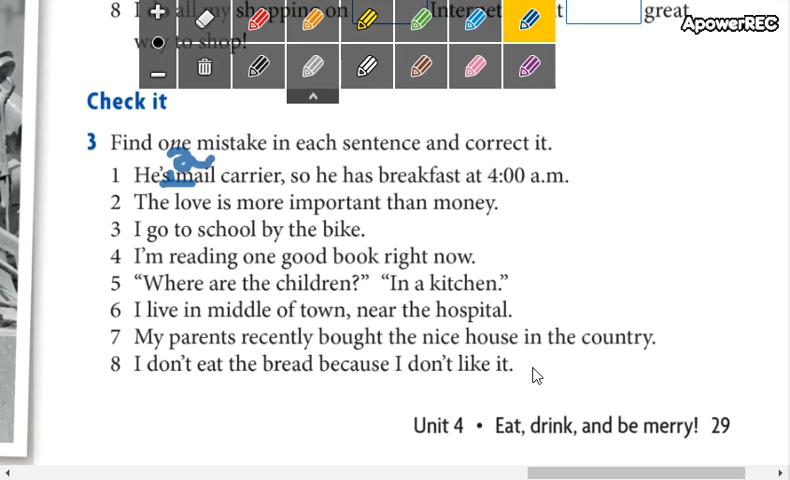 8 I do all my shopping on Internet t great
way to shop!
ApowerREC
Check it
3 Find one mistake in each sentence and correct it.
a
1 He's mail carrier, so he has breakfast at 4:00 a.m.
2 The love is more important than money.
3 I go to school by the bike.
4 I'm reading one good book right now.
5 “Where are the children?” “In a kitchen.”
6 I live in middle of town, near the hospital.
7 My parents recently bought the nice house in the country.
8 I don't eat the bread because I don't like it.
Unit 4 • Eat, drink, and be merry! 29